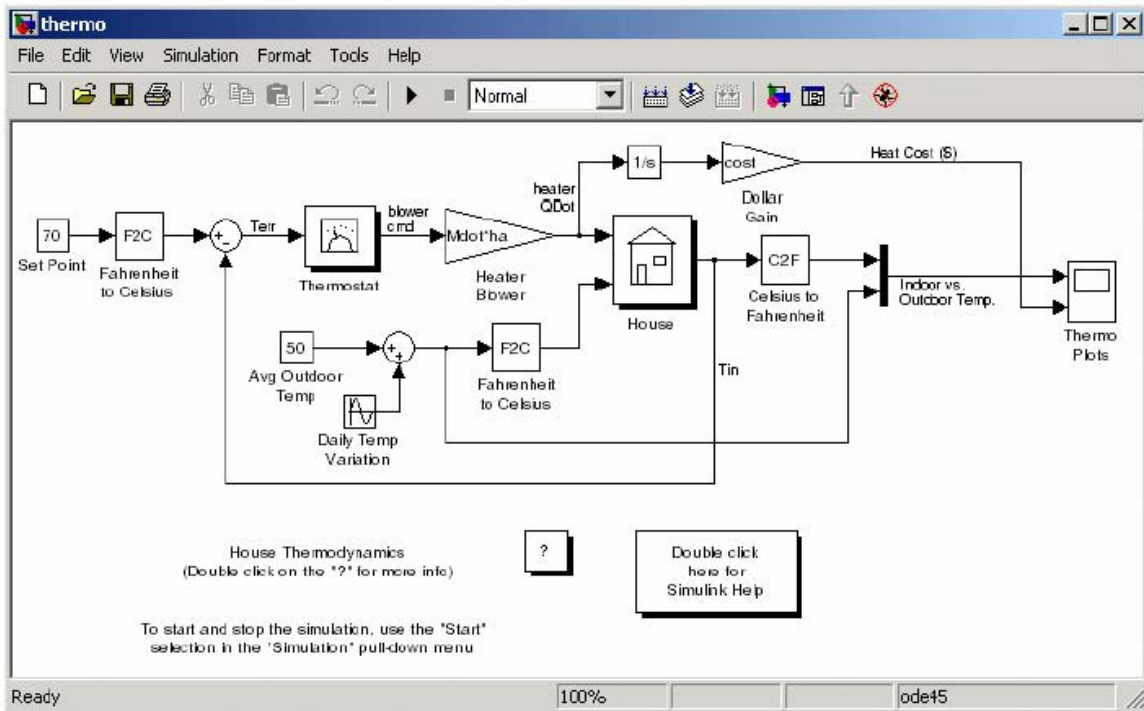 thermo
File Edit View Simulation Format Tools Help
Normal
1/s
cost
Heat Cost ($)
heater
QDot
Dollar
Gain
70
F2C
Terr
blower
cmd
Mdot*ha
C2F
Set Point
Fahrenheit
to Celsius
Thermostat
Heater
Blower
House
Celsius to
Fahrenheit
Indoor vs.
Outdoor Temp.
Thermo
Plots
50
F2C
Avg Outdoor
Temp
Fahrenheit
to Celsius
Tin
Daily Temp
Variation
House Thermodynamics
(Double click on the "?" for more info)
?
Double click
here for
Simulink Help
To start and stop the simulation, use the "Start"
selection in the "Simulation" pull-down menu
Ready 100% ode45